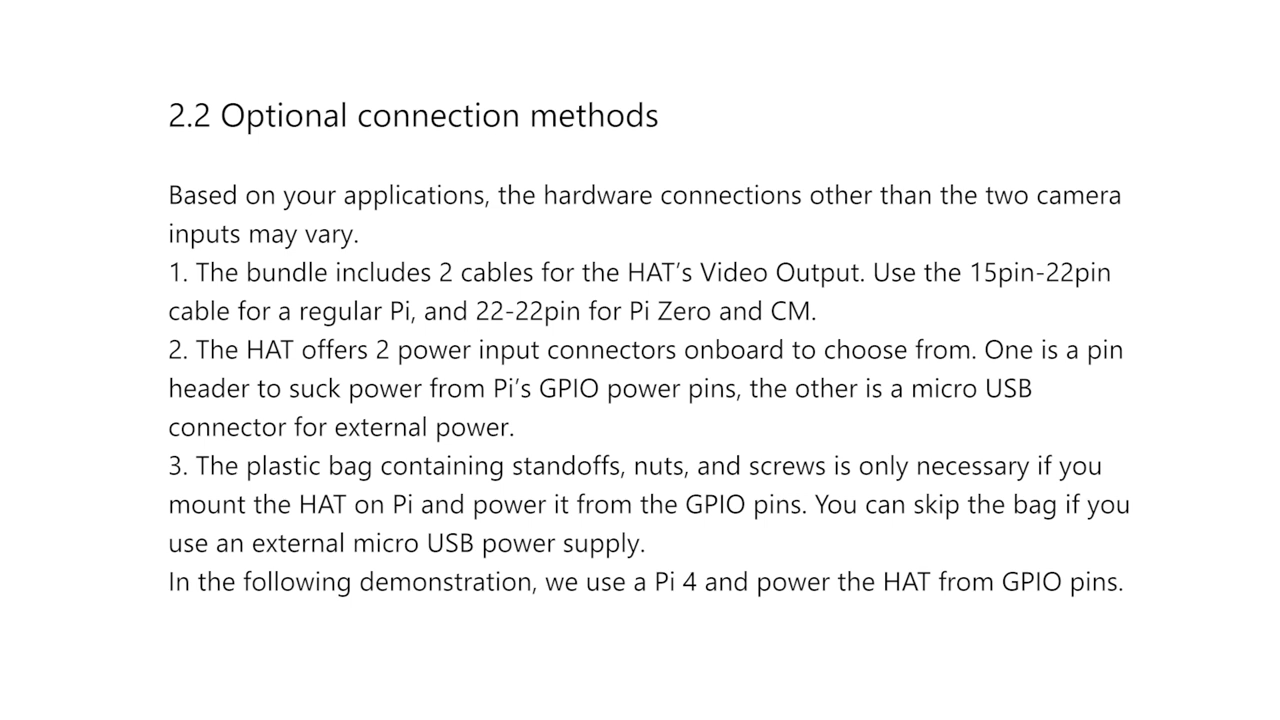 2.2 Optional connection methods
Based on your applications, the hardware connections other than the two camera
inputs may vary.
1. The bundle includes 2 cables for the HAT’s Video Output. Use the 15pin-22pin
cable for a regular Pi, and 22-22pin for Pi Zero and CM.
2. The HAT offers 2 power input connectors onboard to choose from. One is a pin
header to suck power from Pi’s GPIO power pins, the other is a micro USB
connector for external power.
3. The plastic bag containing standoffs, nuts, and screws is only necessary if you
mount the HAT on Pi and power it from the GPIO pins. You can skip the bag if you
use an external micro USB power supply.
In the following demonstration, we use a Pi 4 and power the HAT from GPIO pins.